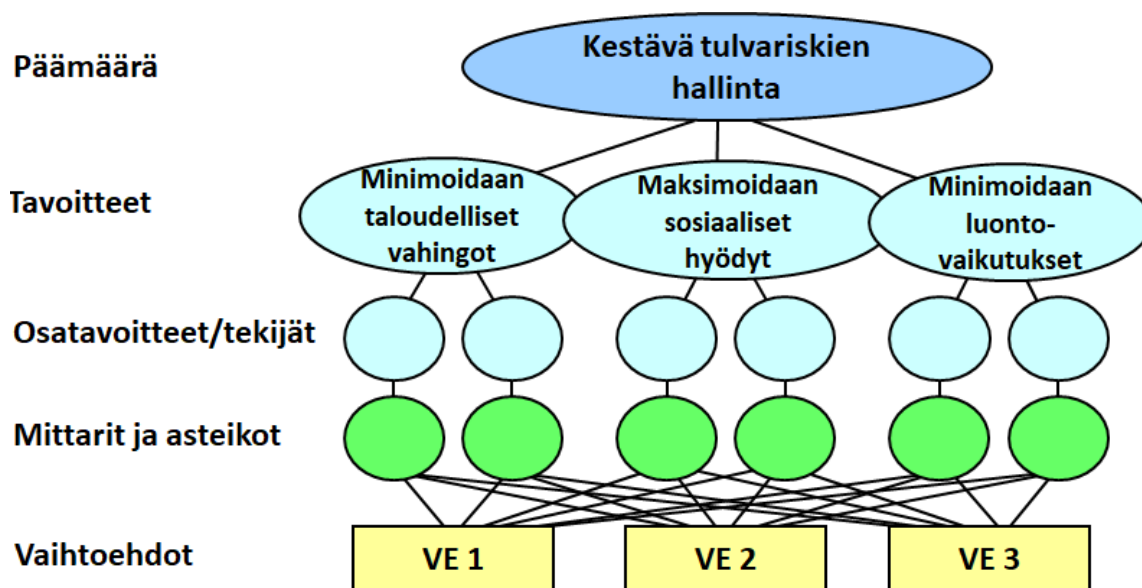 Päämäärä
Kestävä tulvariskien
hallinta
Tavoitteet
Minimoidaan
taloudelliset
vahingot
Maksimoidaan
sosiaaliset
hyödyt
Minimoidaan
luonto-
vaikutukset
Osatavoitteet/tekijät
Mittarit ja asteikot
Vaihtoehdot
VE 1
VE 2
VE 3